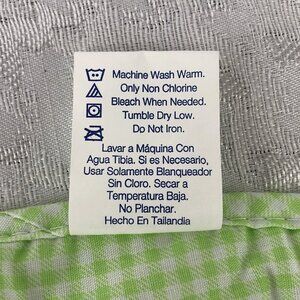 Machine Wash Warm.
Only Non Chlorine
Bleach When Needed.
Tumble Dry Low.
Do Not Iron.
Lavar a Máquina Con
Agua Tibia. Si es Necesario,
Usar Solamente Blanqueador
Sin Cloro. Secar a
Temperatura Baja.
No Planchar.
Hecho En Tailandia